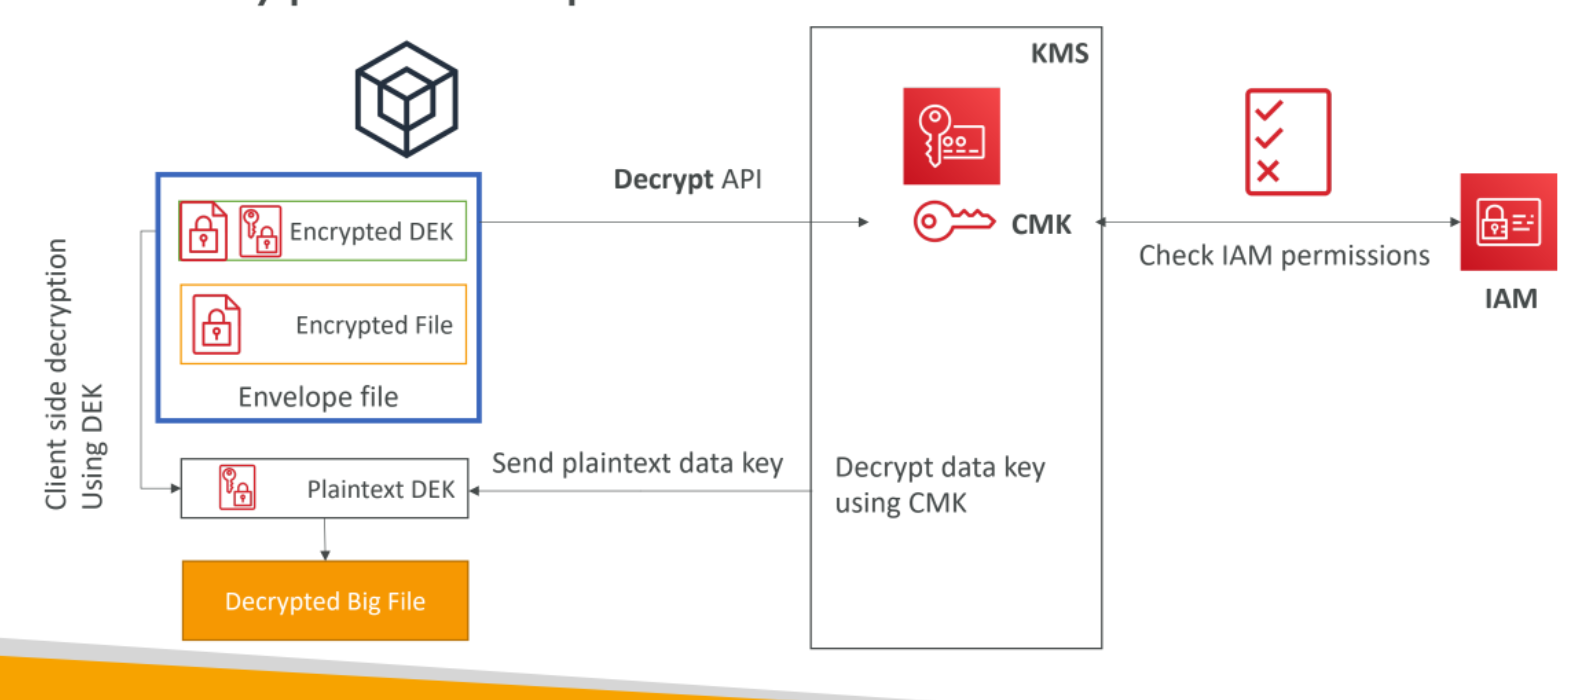 KMS
Decrypt API
Encrypted DEK
CMK
Check IAM permissions
IAM
Encrypted File
Envelope file
Client side decryption
Using DEK
Send plaintext data key
Decrypt data key
using CMK
Plaintext DEK
Decrypted Big File